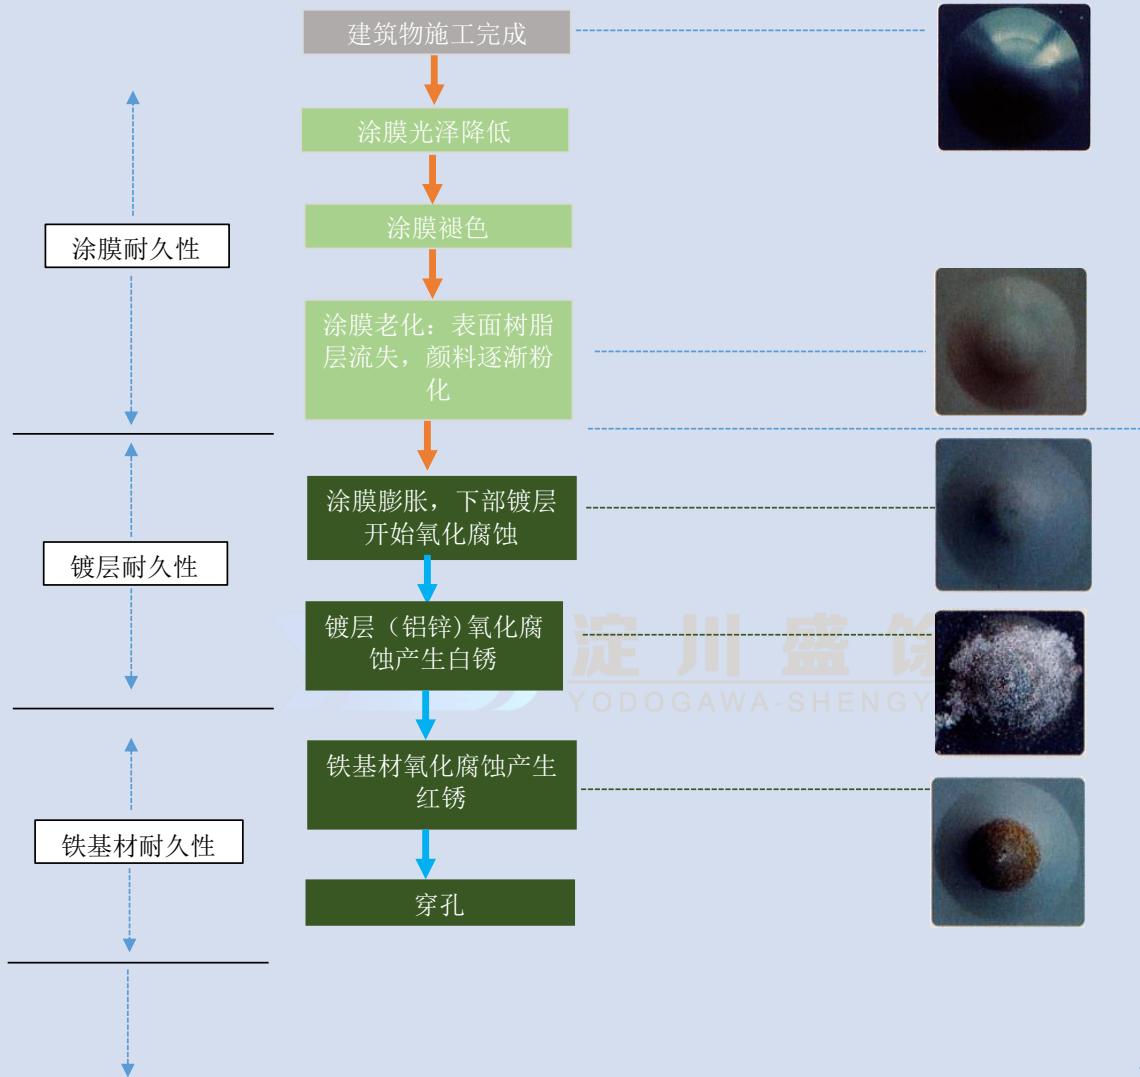 建筑物施工完成
涂膜光泽降低
涂膜褪色
涂膜耐久性
涂膜老化：表面树脂
层流失，颜料逐渐粉
化
涂膜膨胀，下部镀层
开始氧化腐蚀
镀层耐久性
镀层（铝锌）氧化腐
蚀产生白锈
淀川盛馀
YODOGAWA-SHENGY
铁基材氧化腐蚀产生
红锈
铁基材耐久性
穿孔